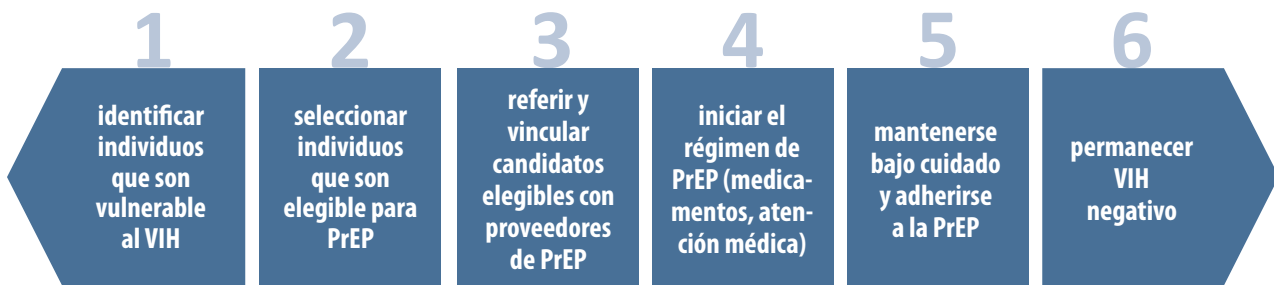 1
identificar
individuos
que son
vulnerable
al VIH
2
seleccionar
individuos
que son
elegible para
PrEP
3
referir y
vincular
candidatos
elegibles con
proveedores
de PrEP
4
iniciar el
régimen de
PrEP (medica-
mentos, aten-
ción médica)
5
mantenerse
bajo cuidado
y adherirse
a la PrEP
6
permanecer
VIH
negativo